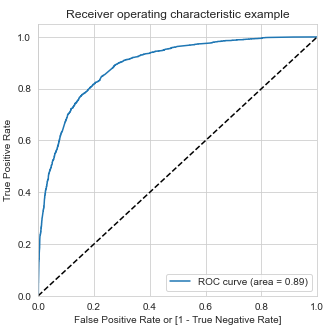 Receiver operating characteristic example
1.0
0.8
0.6
0.4
0.2
0.0
True Positive Rate
ROC curve (area = 0.89)
0.0 0.2 0.4 0.6 0.8 1.0
False Positive Rate or [1 - True Negative Rate]